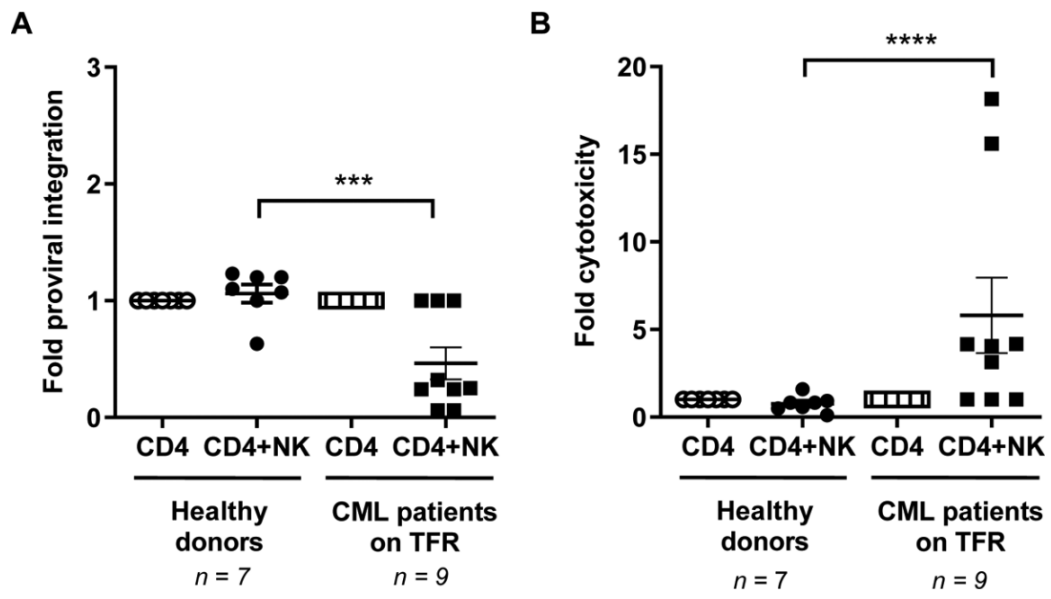 A
Fold proviral integration
3
2
1
0
***
CD4 CD4+NK CD4 CD4+NK
Healthy donors
n = 7
CML patients on TFR
n = 9
B
Fold cytotoxicity
20
15
10
5
0
****
CD4 CD4+NK CD4 CD4+NK
Healthy
donors
n = 7
CML patients
on TFR
n = 9